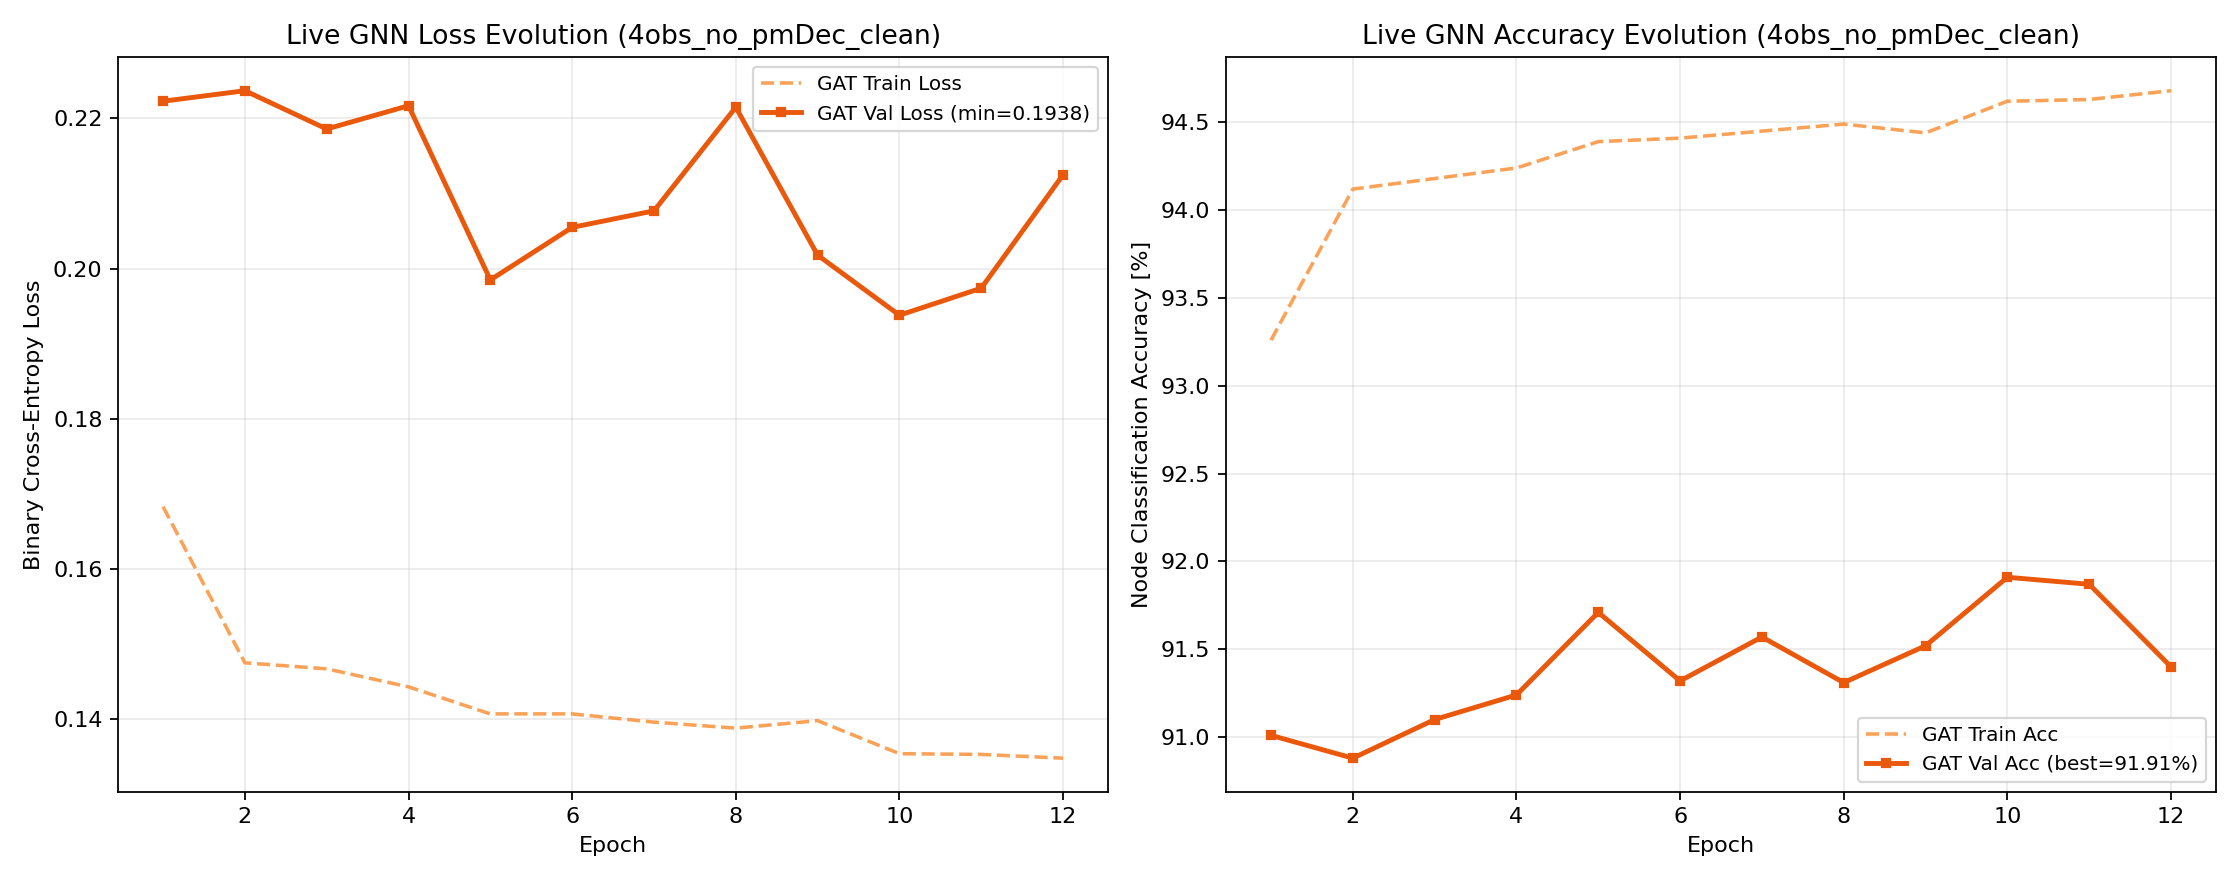 Live GNN Loss Evolution (4obs_no_pmDec_clean)
GAT Train Loss
GAT Val Loss (min=0.1938)
Binary Cross-Entropy Loss
0.22
0.20
0.18
0.16
0.14
2
4
6
8
10
12
Epoch
Live GNN Accuracy Evolution (4obs_no_pmDec_clean)
Node Classification Accuracy [%]
94.5
94.0
93.5
93.0
92.5
92.0
91.5
91.0
GAT Train Acc
GAT Val Acc (best=91.91%)
2
4
6
8
10
12
Epoch